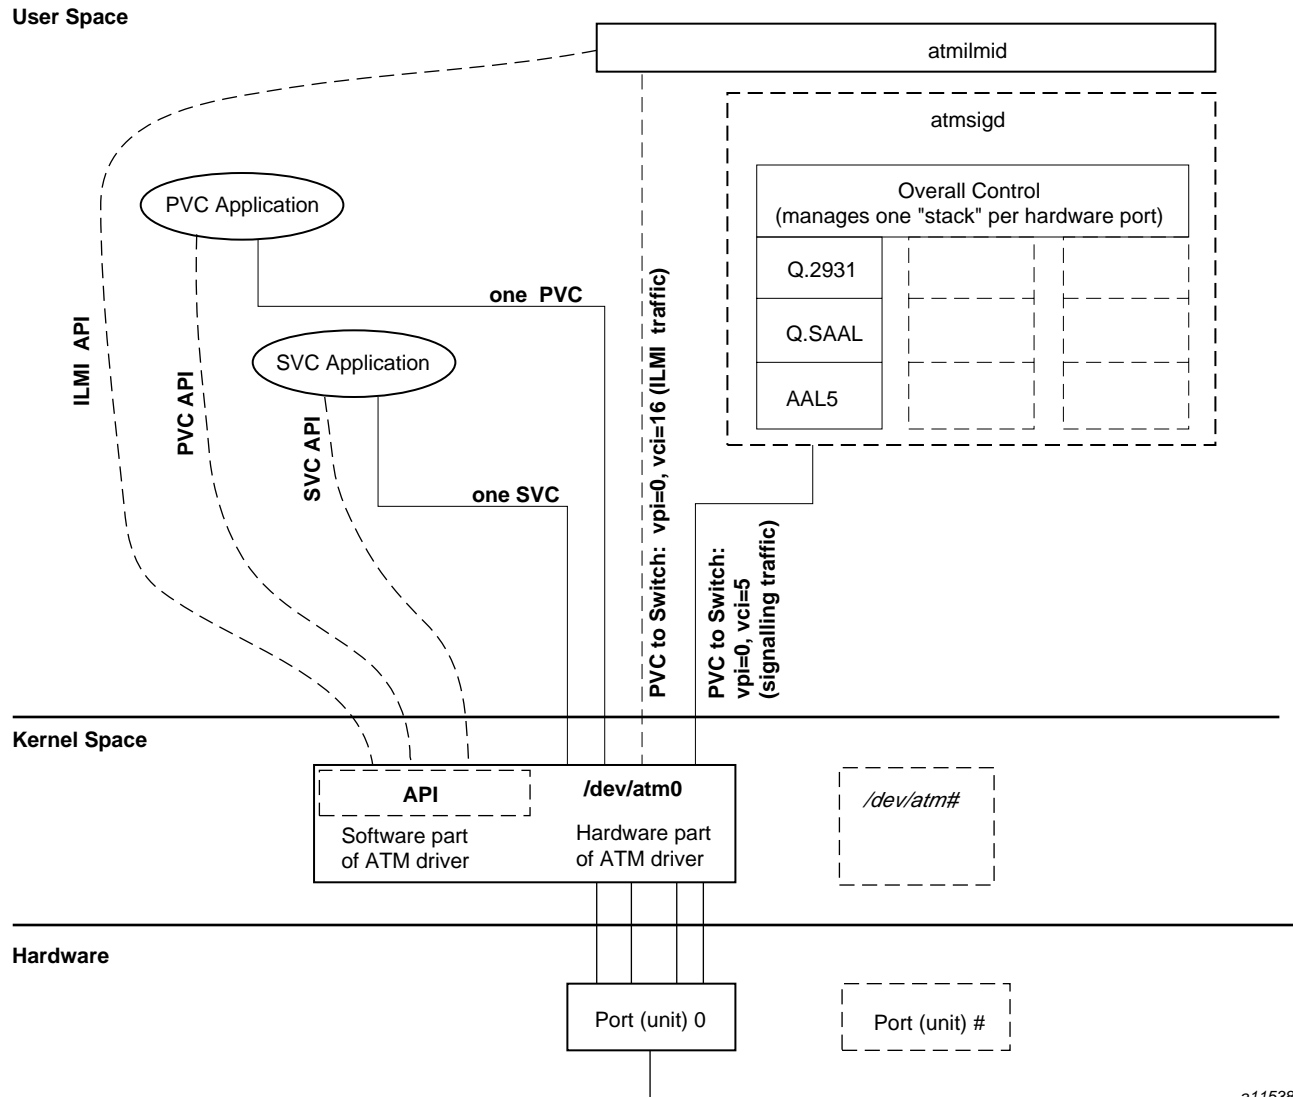 User Space
atmilmid
atmsigd
Overall Control
(manages one "stack" per hardware port)
PVC Application
Q.2931
one  PVC
Q.SAAL
SVC Application
AAL5
ILMI  API
PVC API
SVC API
one SVC
PVC to Switch:  vpi=0, vci=16 (ILMI  traffic)
PVC to Switch:
vpi=0, vci=5
(signalling traffic)
Kernel Space
API
/dev/atm0
/dev/atm#
Software part
of ATM driver
Hardware part
of ATM driver
Hardware
Port (unit) 0
Port (unit) #
a11538